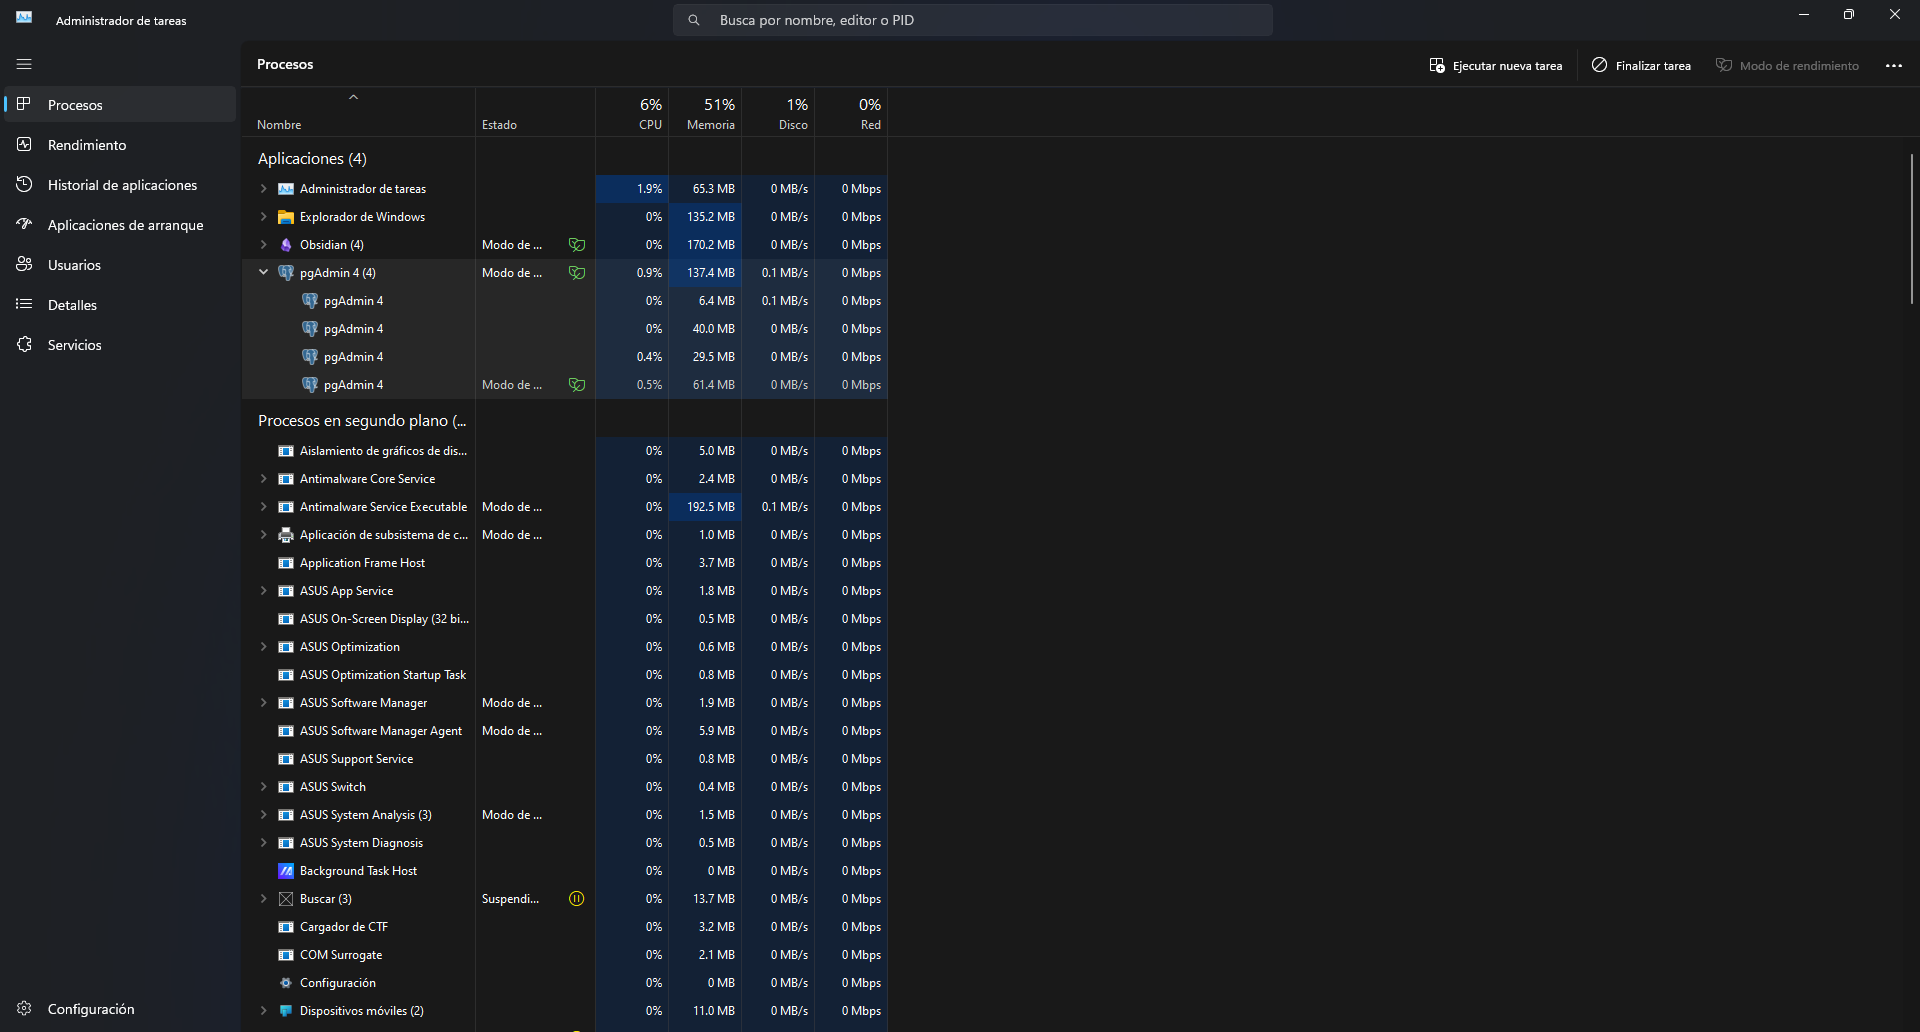 Administrador de tareas
Busca por nombre, editor o PID
Procesos
Rendimiento
Historial de aplicaciones
Aplicaciones de arranque
Usuarios
Detalles
Servicios
Configuración
Procesos
Ejecutar nueva tarea
Finalizar tarea
Modo de rendimiento
6% 51% 1% 0%
Nombre Estado CPU Memoria Disco Red
Aplicaciones (4)
Administrador de tareas 1.9% 65.3 MB 0 MB/s 0 Mbps
Explorador de Windows 0% 135.2 MB 0 MB/s 0 Mbps
Obsidian (4) Modo de ... 0% 170.2 MB 0 MB/s 0 Mbps
pgAdmin 4 (4) Modo de ... 0.9% 137.4 MB 0.1 MB/s 0 Mbps
pgAdmin 4 0% 6.4 MB 0.1 MB/s 0 Mbps
pgAdmin 4 0% 40.0 MB 0 MB/s 0 Mbps
pgAdmin 4 0.4% 29.5 MB 0 MB/s 0 Mbps
pgAdmin 4 Modo de ... 0.5% 61.4 MB 0 MB/s 0 Mbps
Procesos en segundo plano (...
Aislamiento de gráficos de dis... 0% 5.0 MB 0 MB/s 0 Mbps
Antimalware Core Service 0% 2.4 MB 0 MB/s 0 Mbps
Antimalware Service Executable Modo de ... 0% 192.5 MB 0.1 MB/s 0 Mbps
Aplicación de subsistema de c... Modo de ... 0% 1.0 MB 0 MB/s 0 Mbps
Application Frame Host 0% 3.7 MB 0 MB/s 0 Mbps
ASUS App Service 0% 1.8 MB 0 MB/s 0 Mbps
ASUS On-Screen Display (32 bi... 0% 0.5 MB 0 MB/s 0 Mbps
ASUS Optimization 0% 0.6 MB 0 MB/s 0 Mbps
ASUS Optimization Startup Task 0% 0.8 MB 0 MB/s 0 Mbps
ASUS Software Manager Modo de ... 0% 1.9 MB 0 MB/s 0 Mbps
ASUS Software Manager Agent Modo de ... 0% 5.9 MB 0 MB/s 0 Mbps
ASUS Support Service 0% 0.8 MB 0 MB/s 0 Mbps
ASUS Switch 0% 0.4 MB 0 MB/s 0 Mbps
ASUS System Analysis (3) Modo de ... 0% 1.5 MB 0 MB/s 0 Mbps
ASUS System Diagnosis 0% 0.5 MB 0 MB/s 0 Mbps
Background Task Host 0% 0 MB 0 MB/s 0 Mbps
Buscar (3) Suspendi... 0% 13.7 MB 0 MB/s 0 Mbps
Cargador de CTF 0% 3.2 MB 0 MB/s 0 Mbps
COM Surrogate 0% 2.1 MB 0 MB/s 0 Mbps
Configuración 0% 0 MB 0 MB/s 0 Mbps
Dispositivos móviles (2) 0% 11.0 MB 0 MB/s 0 Mbps